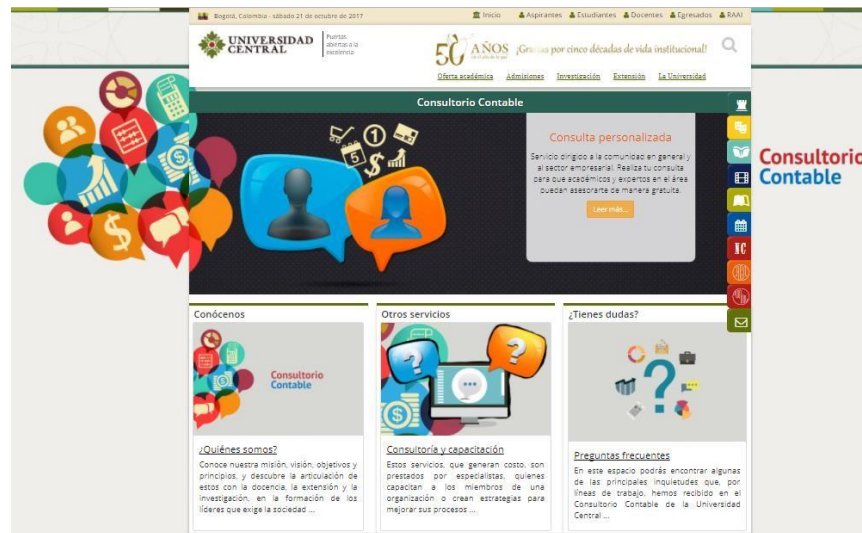 Bogotá, Colombia - sábado 21 de octubre de 2017
Inicio Aspirantes Estudiantes Docentes Egresados RAAI
UNIVERSIDAD
CENTRAL
Puertas
abiertas a la
excelencia
50 AÑOS ¡Gracias por cinco décadas de vida institucional!
Oferta académica Admisiones Investigación Extensión La Universidad
Consultorio Contable
Consulta personalizada
Servicio dirigido a la comunidad en general y
al sector empresarial. Realiza tu consulta
para que académicos y expertos en el área
puedan asesorarte de manera gratuita.
Leer más...
Consultorio
Contable
Conócenos
Consultorio
Contable
¿Quiénes somos?
Conoce nuestra misión, visión, objetivos y
principios, y descubre la articulación de
estos con la docencia, la extensión y la
investigación, en la formación de los
líderes que exige la sociedad ...
Otros servicios
Consultoría y capacitación
Estos servicios, que generan costo, son
prestados por especialistas, quienes
capacitan a los miembros de una
organización o crean estrategias para
mejorar sus procesos ...
¿Tienes dudas?
Preguntas frecuentes
En este espacio podrás encontrar algunas
de las principales inquietudes que, por
líneas de trabajo, hemos recibido en el
Consultorio Contable de la Universidad
Central ...